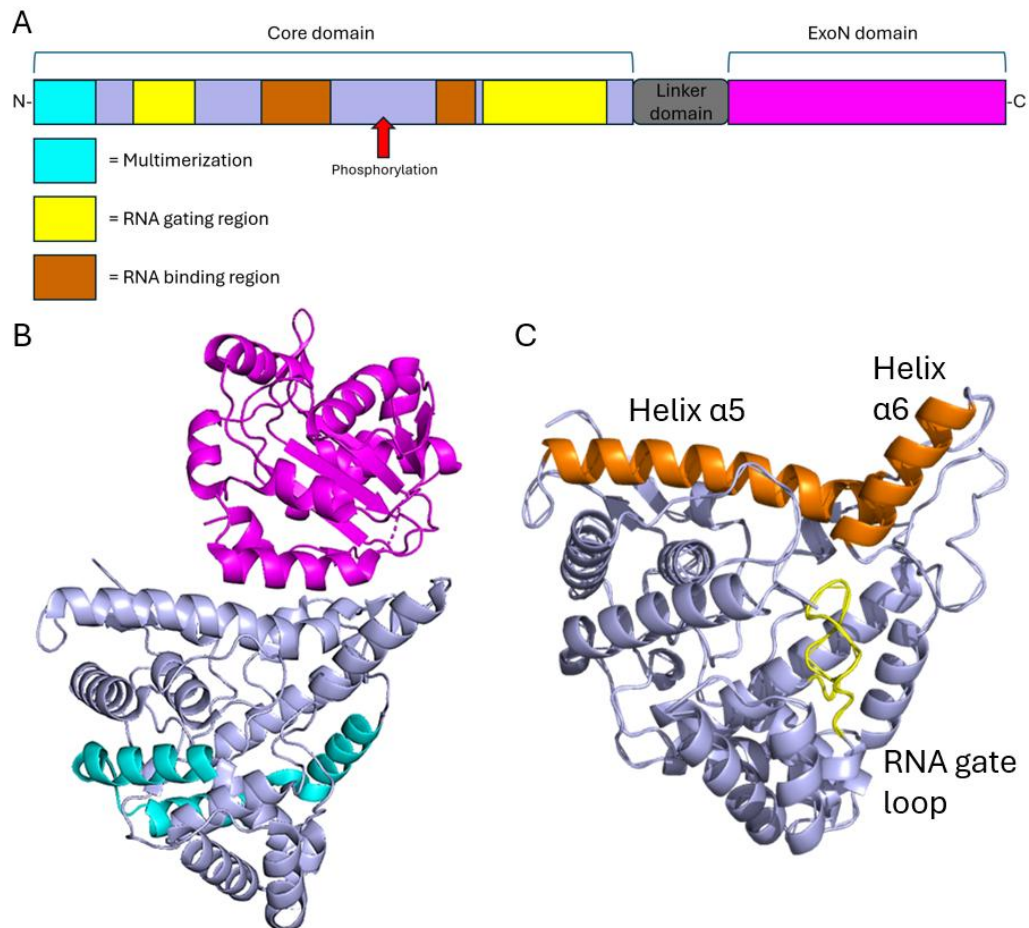 A
Core domain
ExoN domain
N-
Linker
domain
-C
Phosphorylation
= Multimerization
= RNA gating region
= RNA binding region
B
C
Helix α5
Helix
α6
RNA gate
loop